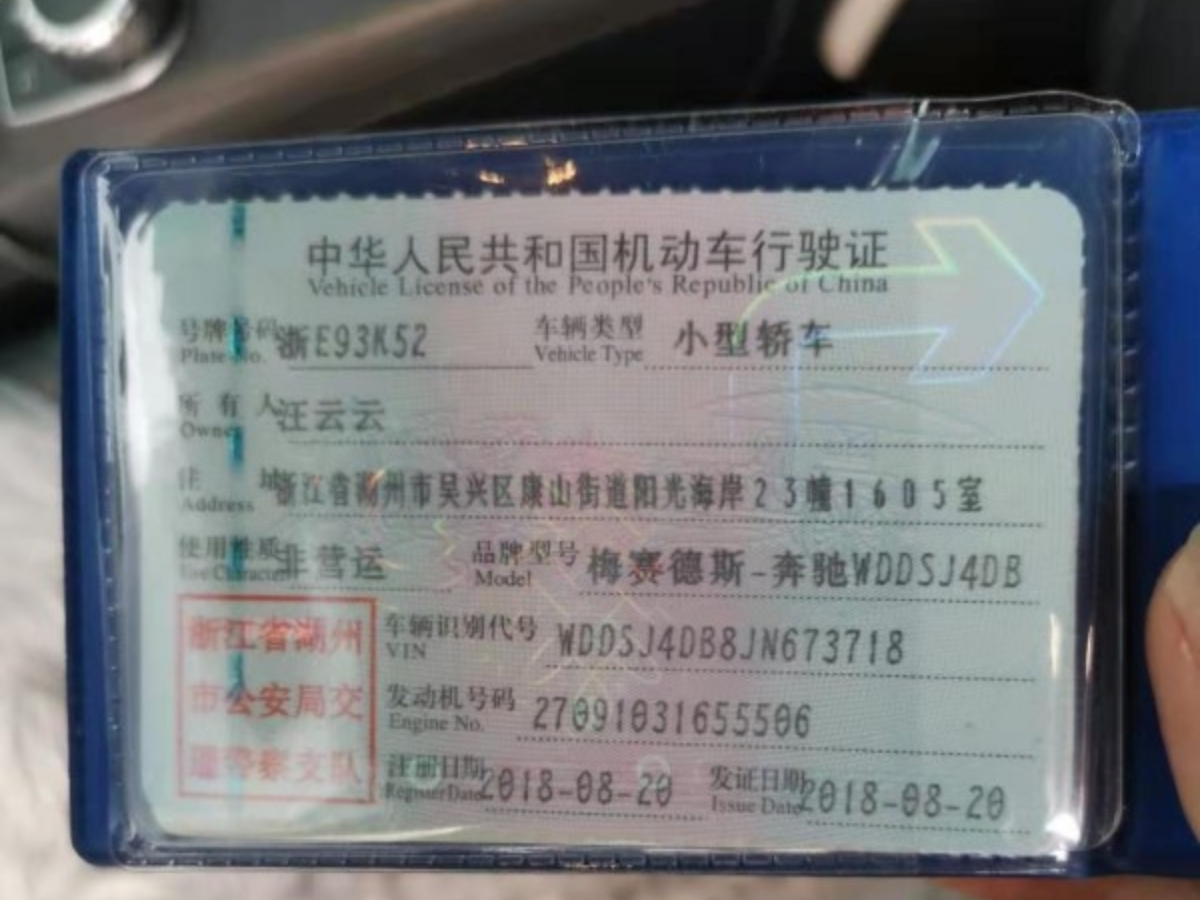 中华人民共和国机动车行驶证
Vehicle License of the People's Republic of China
号牌号码 浙E93K52 车辆类型 小型轿车
Plate No. Vehicle Type
所有人 汪云云
Owner
住址 浙江省湖州市吴兴区康山街道阳光海岸23幢1605室
Address
使用性质 非营运 品牌型号 梅赛德斯-奔驰WDDSJ4DB
Use Character Model
浙江省湖州
市公安局交
通警察支队
车辆识别代号 WDDSJ4DB8JN673718
VIN
发动机号码 27091031655506
Engine No.
注册日期 2018-08-20 发证日期 2018-08-20
Register Date Issue Date